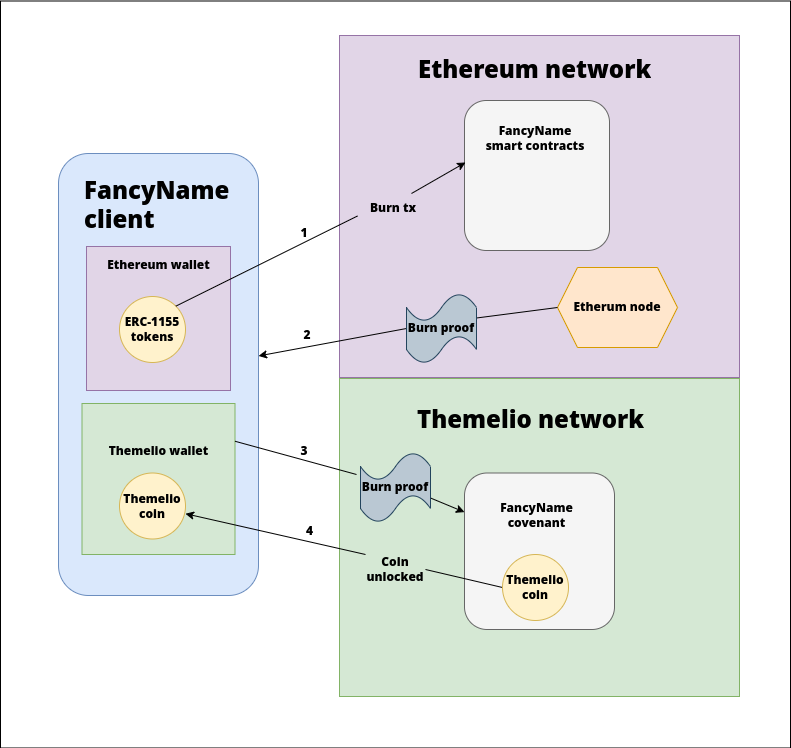 Ethereum network
FancyName
smart contracts
FancyName
client
Burn tx
1
Ethereum wallet
ERC-1155
tokens
Etherum node
Burn proof
2
Themelio network
Themelio wallet
3
Burn proof
Themelio
coin
FancyName
covenant
4
Coin
unlocked
Themelio
coin